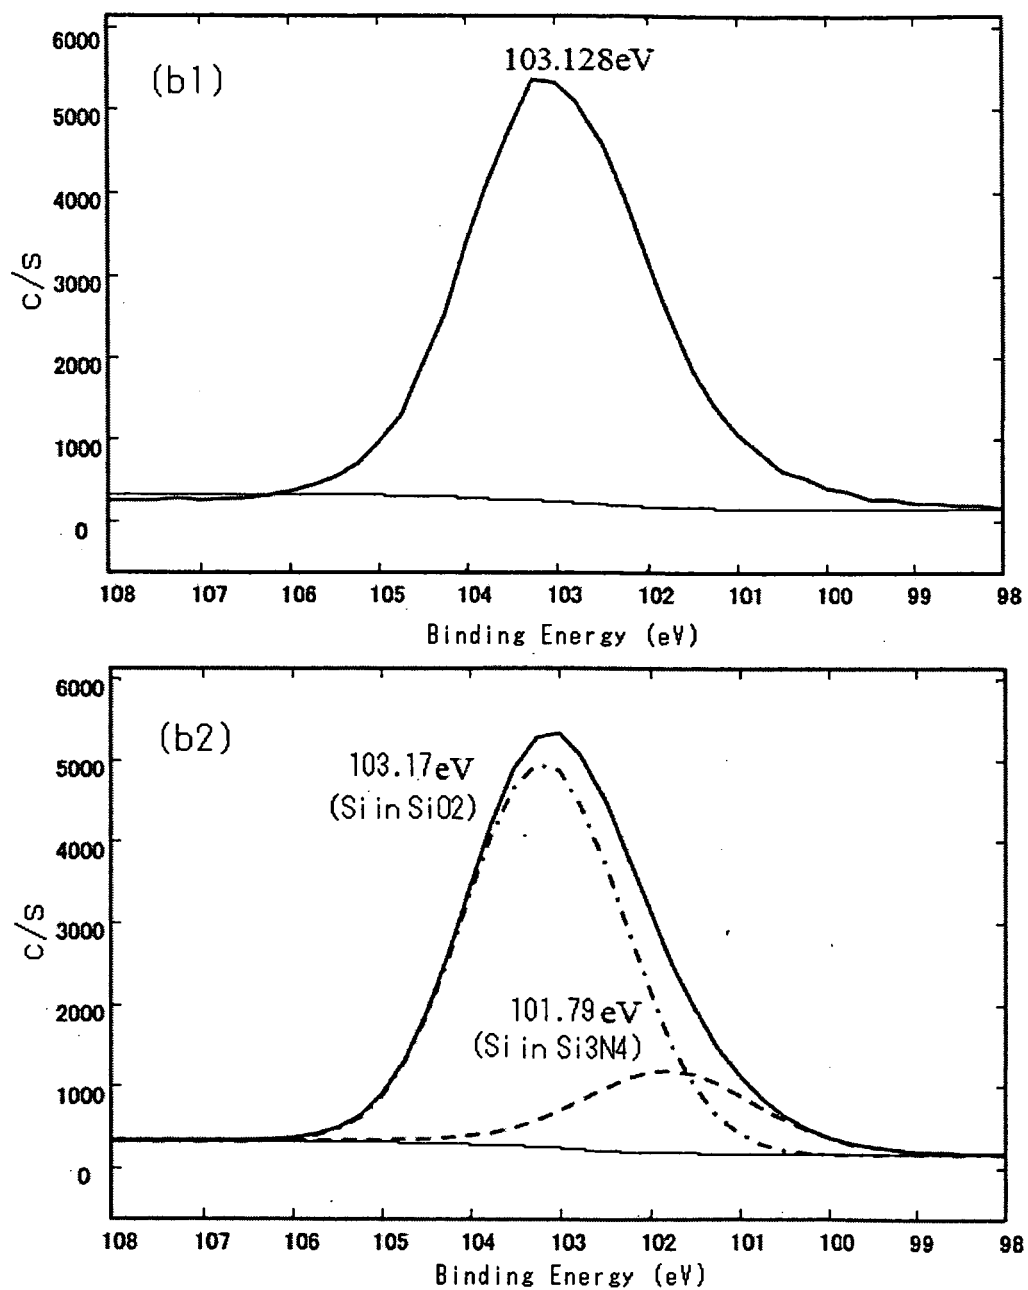 6000
(b1)
103.128eV
5000
4000
c/s
3000
2000
1000
0
108 107 106 105 104 103 102 101 100 99 98
Binding Energy (eV)
6000
(b2)
103.17eV
(Si in SiO2)
5000
4000
c/s
3000
2000
101.79eV
(Si in Si3N4)
1000
0
108 107 106 105 104 103 102 101 100 99 98
Binding Energy (eV)